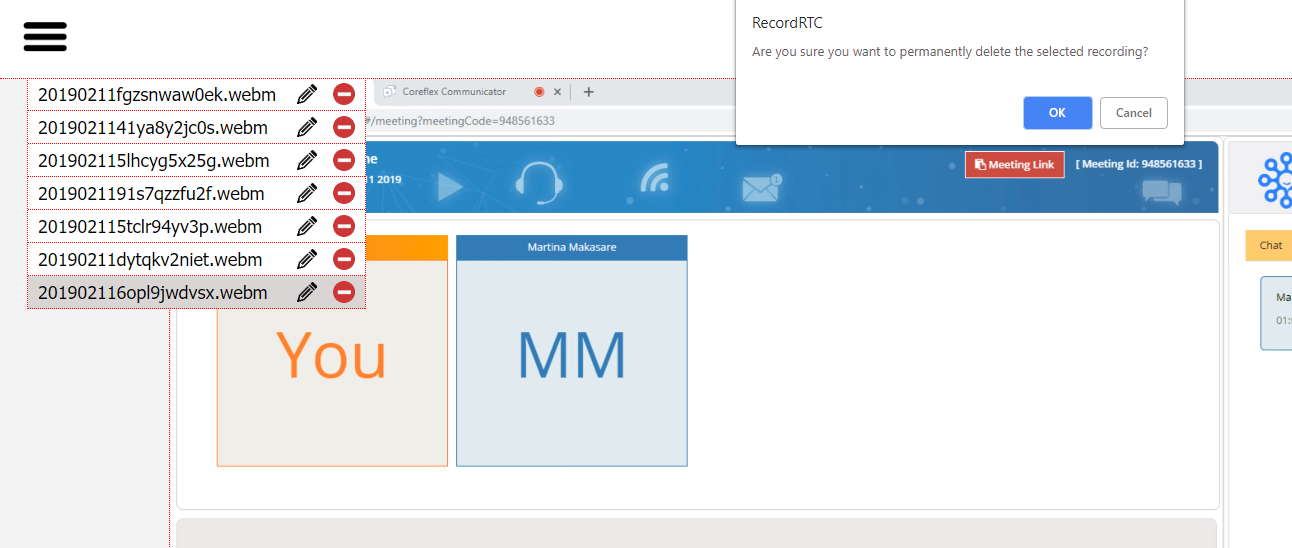 RecordRTC
Are you sure you want to permanently delete the selected recording?
OK
Cancel
20190211fgzsnwaw0ek.webm
2019021141ya8y2jc0s.webm
201902115lhcyg5x25g.webm
2019021191s7qzzfu2f.webm
201902115tclr94yv3p.webm
20190211dytqkv2niet.webm
201902116opl9jwdvsx.webm
Coreflex Communicator
#/meeting?meetingCode=948561633
ne
1 2019
Meeting Link
[ Meeting Id: 948561633 ]
1
Martina Makasare
You
MM
Chat
Ma
01: